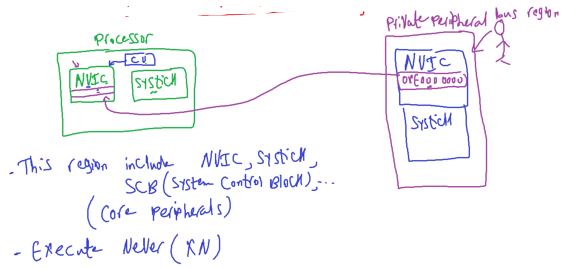 Private Peripheral bus region
Processor
CU
NVIC
SysticK
NVIC
0xE000 0000
SysticK
- This region include NVIC, SysticK,
SCB (System Control Block), ...
(Core Peripherals)
- Execute Never (XN)